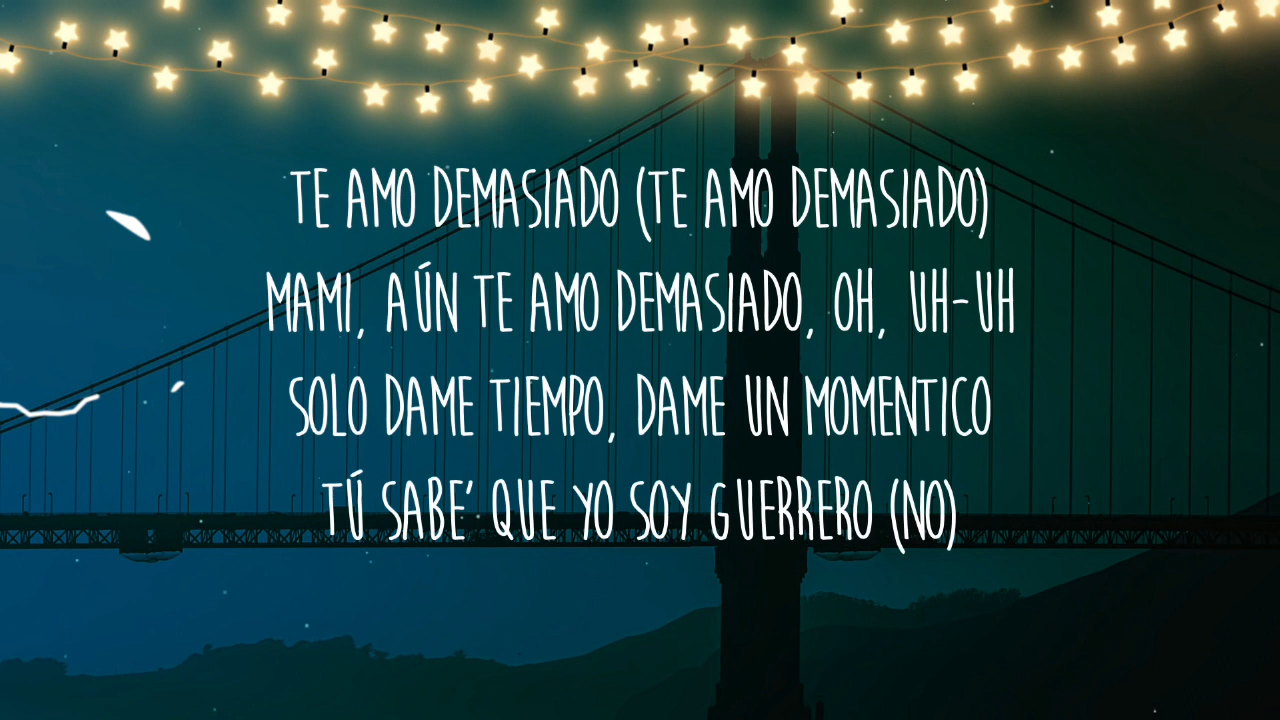 TE AMO DEMASIADO (TE AMO DEMASIADO)
MAMI, AÚN TE AMO DEMASIADO, OH, UH-UH
SOLO DAME TIEMPO, DAME UN MOMENTICO
TÚ SABE' QUE YO SOY GUERRERO (NO)